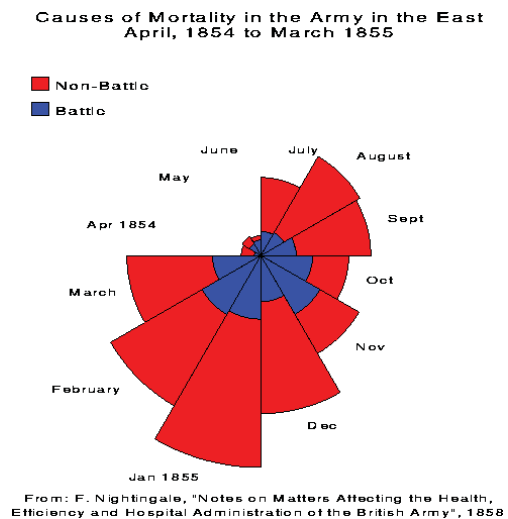 Causes of Mortality in the Army in the East
April, 1854 to March 1855
Non-Battle
Battle
June
July
August
May
Sept
Apr 1854
Oct
March
Nov
February
Dec
Jan 1855
From: F. Nightingale, "Notes on Matters Affecting the Health,
Efficiency and Hospital Administration of the British Army", 1858